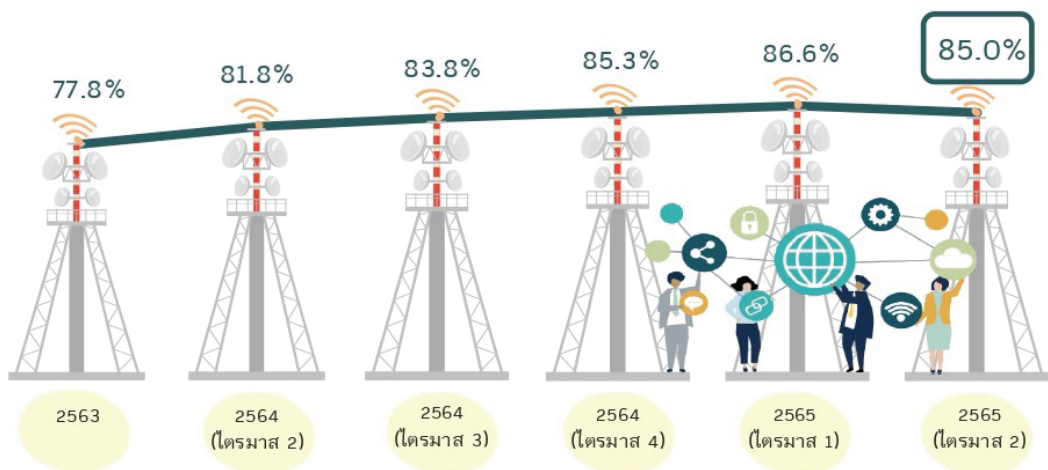 77.8%
81.8%
83.8%
85.3%
86.6%
85.0%
2563
2564
(ไตรมาส 2)
2564
(ไตรมาส 3)
2564
(ไตรมาส 4)
2565
(ไตรมาส 1)
2565
(ไตรมาส 2)